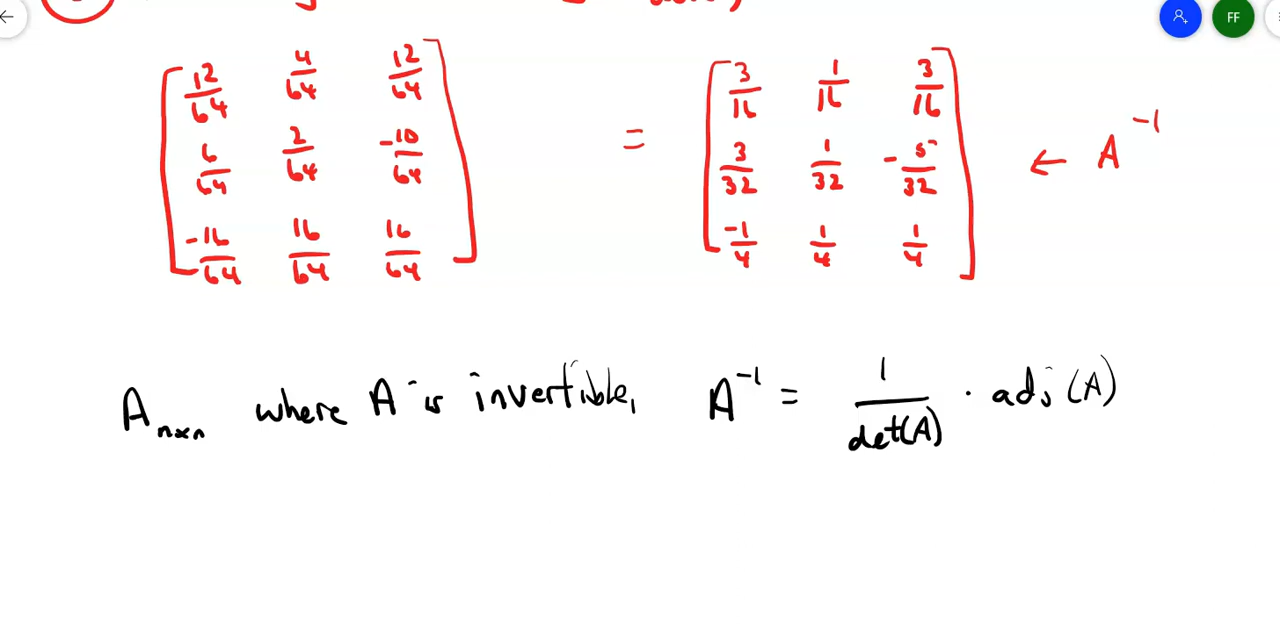 FF
[12/64 4/64 12/64] = [3/16 1/16 3/16]
[6/64 2/64 -10/64] [3/32 1/32 -5/32] ← A^-1
[-16/64 16/64 16/64] [-1/4 1/4 1/4]
A_nxn where A is invertible, A^-1 = 1/det(A) · adj(A)